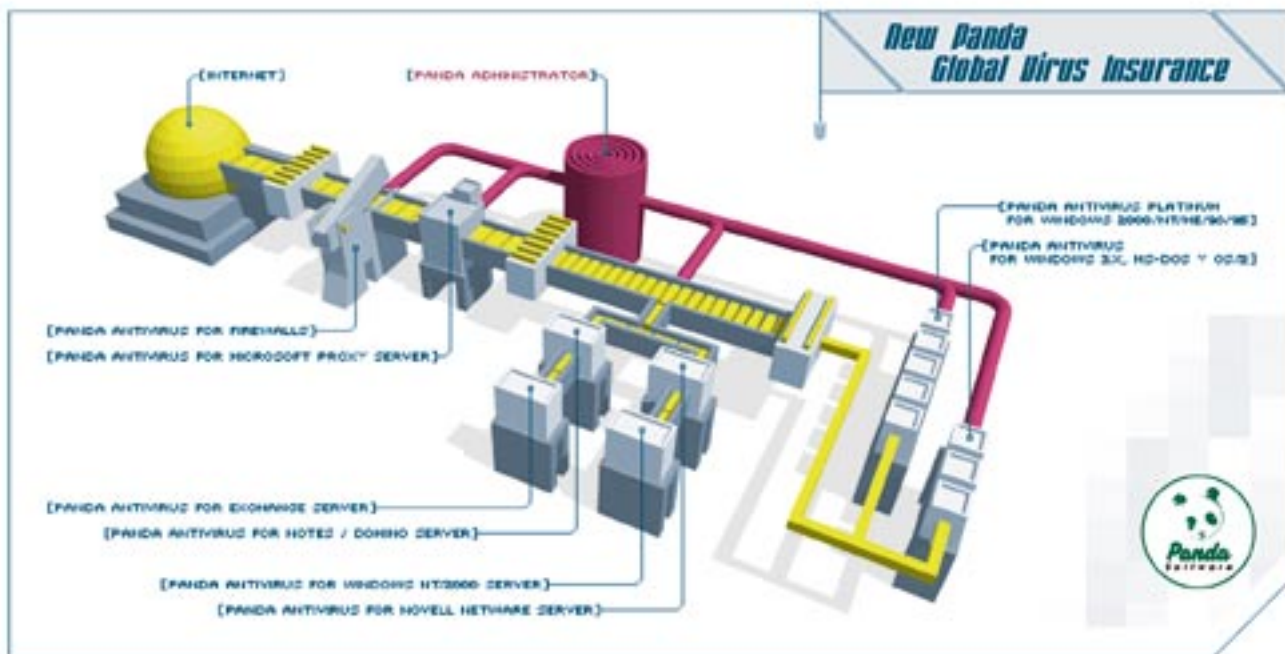 New Panda
Global Virus Insurance
[INTERNET]
[PANDA ADMINISTRATOR]
[PANDA ANTIVIRUS PLATINUM
FOR WINDOWS 2000/NT/ME/98/95]
[PANDA ANTIVIRUS
FOR WINDOWS 3.X, MS-DOS Y OS/2]
[PANDA ANTIVIRUS FOR FIREWALLS]
[PANDA ANTIVIRUS FOR MICROSOFT PROXY SERVER]
[PANDA ANTIVIRUS FOR EXCHANGE SERVER]
[PANDA ANTIVIRUS FOR NOTES / DOMINO SERVER]
[PANDA ANTIVIRUS FOR WINDOWS NT/2000 SERVER]
[PANDA ANTIVIRUS FOR NOVELL NETWARE SERVER]
Panda
Software